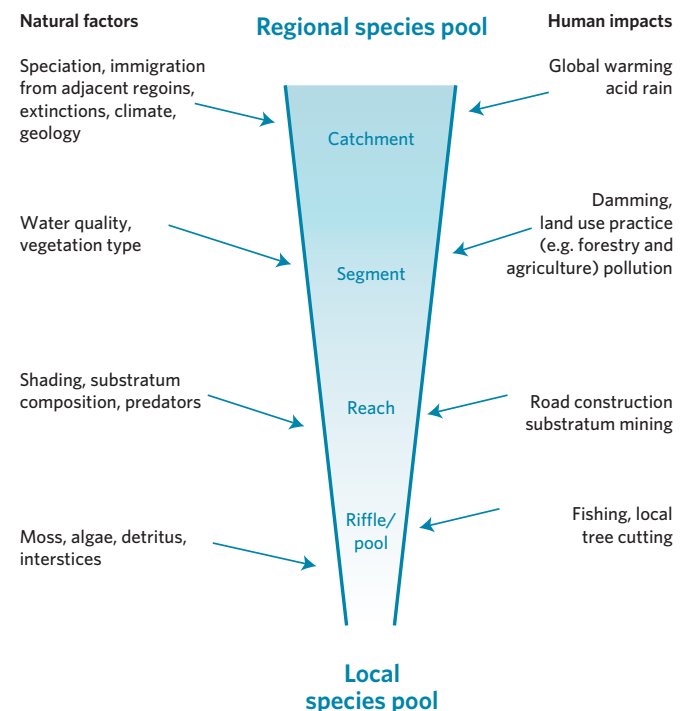 Natural factors
Regional species pool
Human impacts
Speciation, immigration
from adjacent regoins,
extinctions, climate,
geology
Global warming
acid rain
Catchment
Water quality,
vegetation type
Damming,
land use practice
(e.g. forestry and
agriculture) pollution
Segment
Shading, substratum
composition, predators
Reach
Road construction
substratum mining
Riffle/
pool
Moss, algae, detritus,
interstices
Fishing, local
tree cutting
Local
species pool